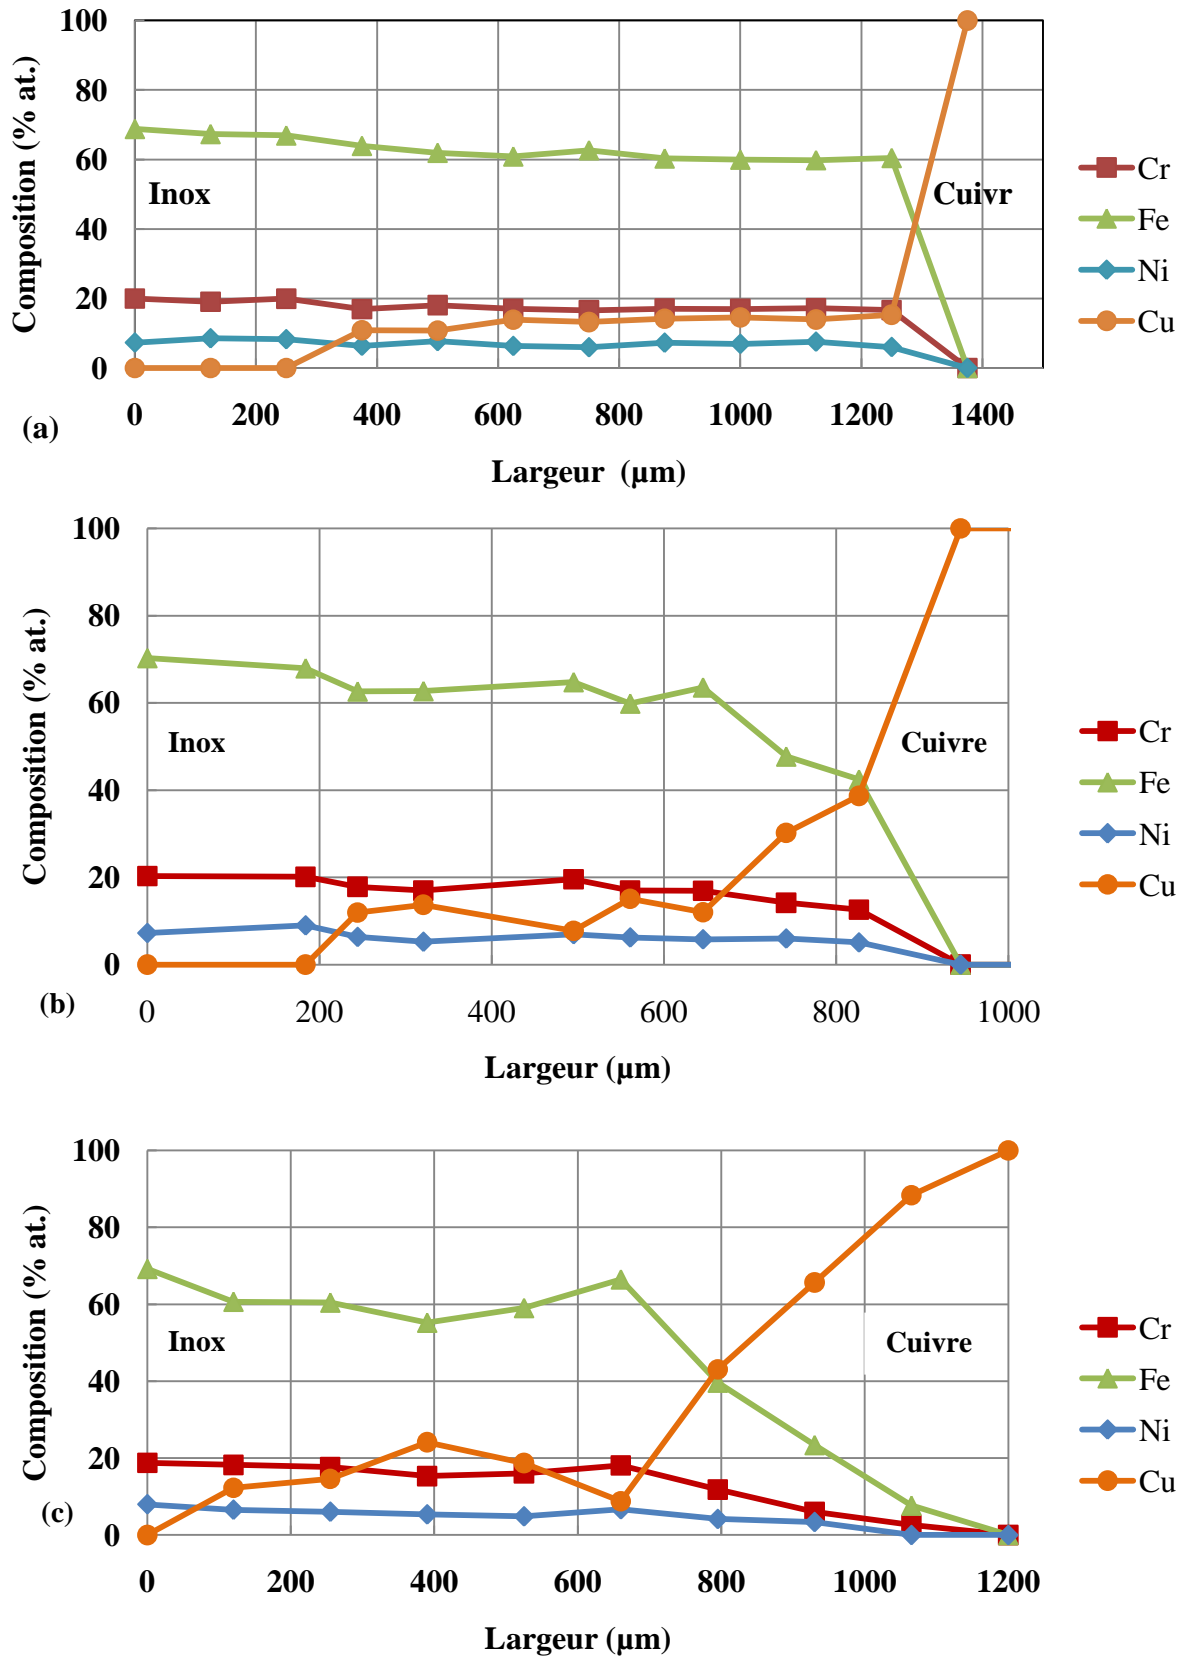 Composition (% at.)
100
80
60
40
20
0
Inox
Cuivr
Cr
Fe
Ni
Cu
0 200 400 600 800 1000 1200 1400
(a)
Largeur (µm)
Composition (% at.)
100
80
60
40
20
0
Inox
Cuivre
Cr
Fe
Ni
Cu
0 200 400 600 800 1000
(b)
Largeur (µm)
Composition (% at.)
100
80
60
40
20
0
Inox
Cuivre
Cr
Fe
Ni
Cu
(c)
0 200 400 600 800 1000 1200
Largeur (µm)